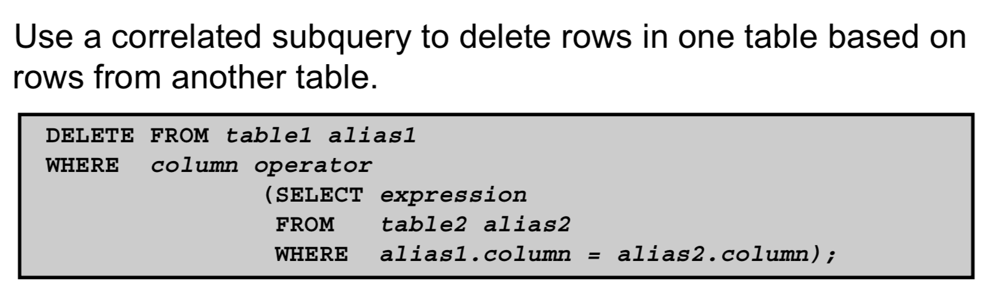 Use a correlated subquery to delete rows in one table based on
rows from another table.
DELETE FROM table1 alias1
WHERE column operator
(SELECT expression
FROM table2 alias2
WHERE alias1.column = alias2.column);